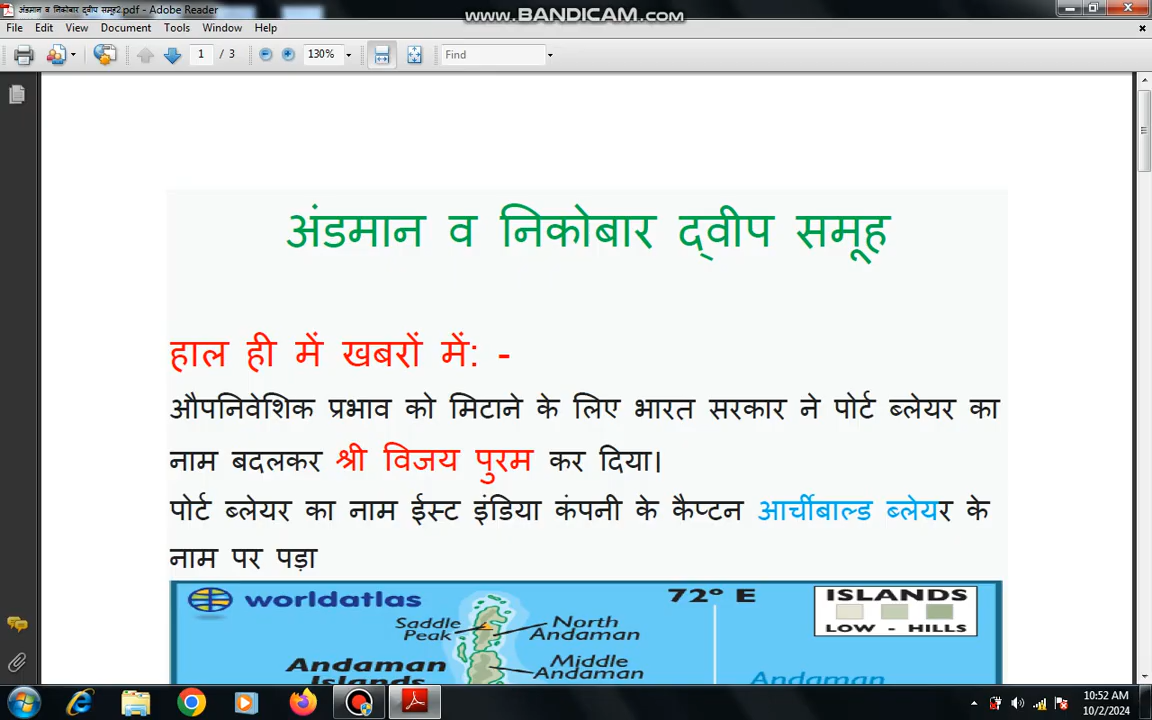 अंडमान व निकोबार द्वीप समूह2.pdf - Adobe Reader
www.BANDICAM.com
File Edit View Document Tools Window Help
1 / 3 130% Find
अंडमान व निकोबार द्वीप समूह
हाल ही में खबरों में: -
औपनिवेशिक प्रभाव को मिटाने के लिए भारत सरकार ने पोर्ट ब्लेयर का
नाम बदलकर श्री विजय पुरम कर दिया।
पोर्ट ब्लेयर का नाम ईस्ट इंडिया कंपनी के कैप्टन आर्चीबाल्ड ब्लेयर के
नाम पर पड़ा
worldatlas
72° E
ISLANDS
LOW - HILLS
Saddle
Peak
North
Andaman
Middle
Andaman
Andaman
Islands
Andaman
10:52 AM
10/2/2024